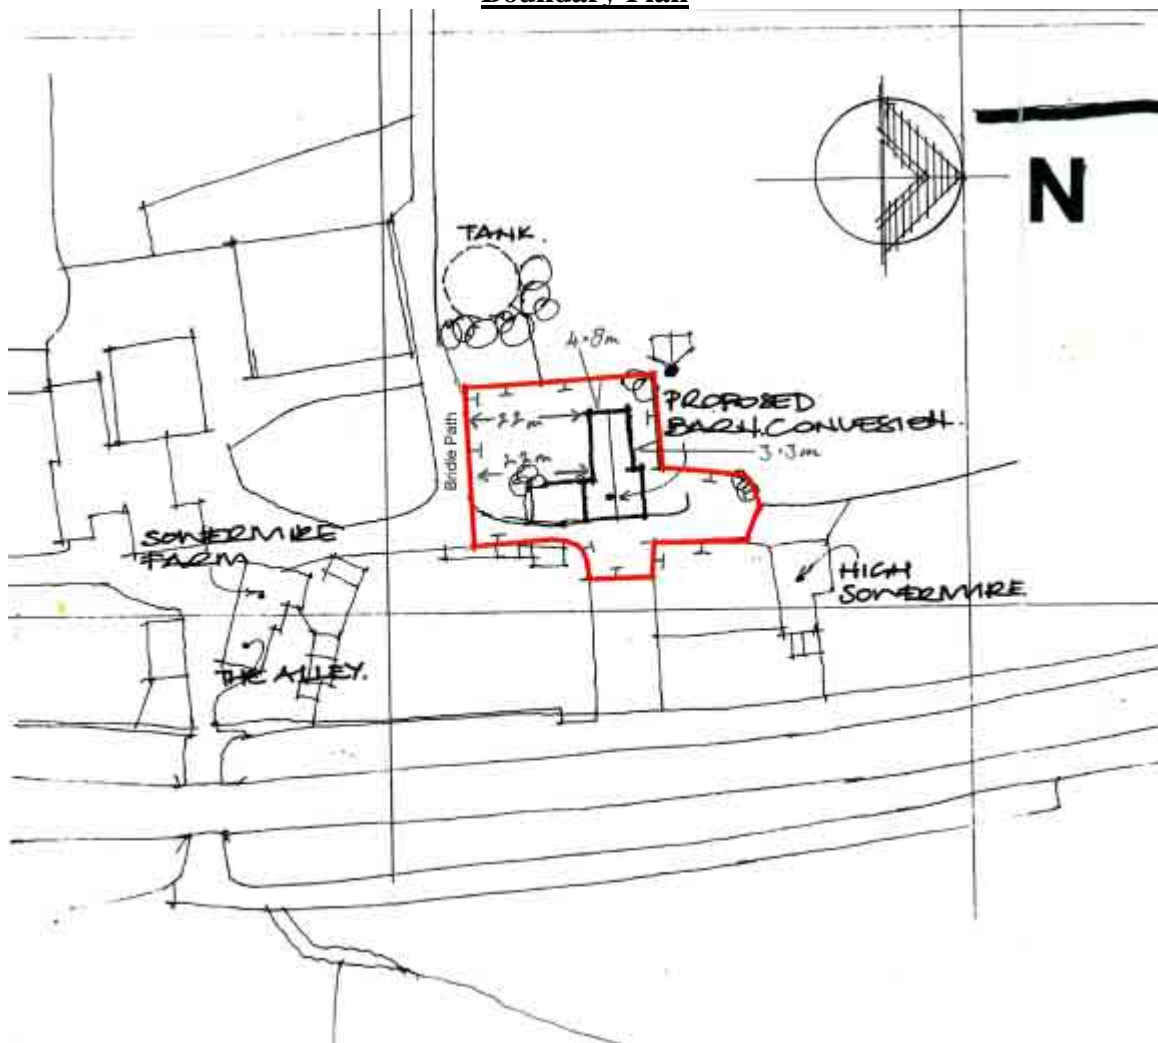 Boundary Plan
N
TANK.
4.8m
PROPOSED
BARN.CONVESION.
22m
3.3m
22m
Bridle Path
SOWERMIRE
FARM
HIGH
SOWERMIRE
THE ALLEY.